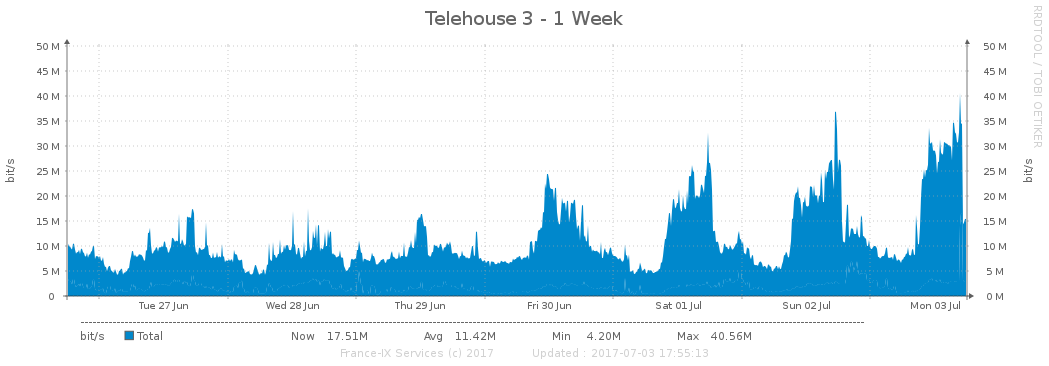 Telehouse 3 - 1 Week
RRDTOOL / TOBI OETIKER
50 M 50 M
45 M 45 M
40 M 40 M
35 M 35 M
30 M 30 M
25 M 25 M
20 M 20 M
15 M 15 M
10 M 10 M
5 M 5 M
0 0 M
bit/s bit/s
Tue 27 Jun Wed 28 Jun Thu 29 Jun Fri 30 Jun Sat 01 Jul Sun 02 Jul Mon 03 Jul
bit/s Total Now 17.51M Avg 11.42M Min 4.20M Max 40.56M
France-IX Services (c) 2017 Updated : 2017-07-03 17:55:13